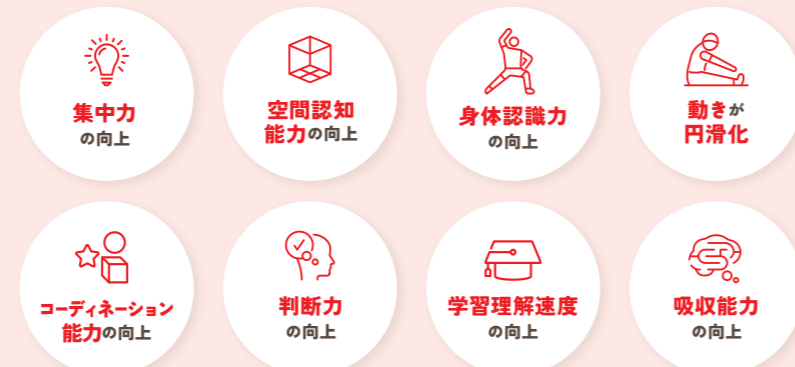 集中力
の向上
空間認知
能力の向上
身体認識力
の向上
動きが
円滑化
コーディネーション
能力の向上
判断力
の向上
学習理解速度
の向上
吸収能力
の向上